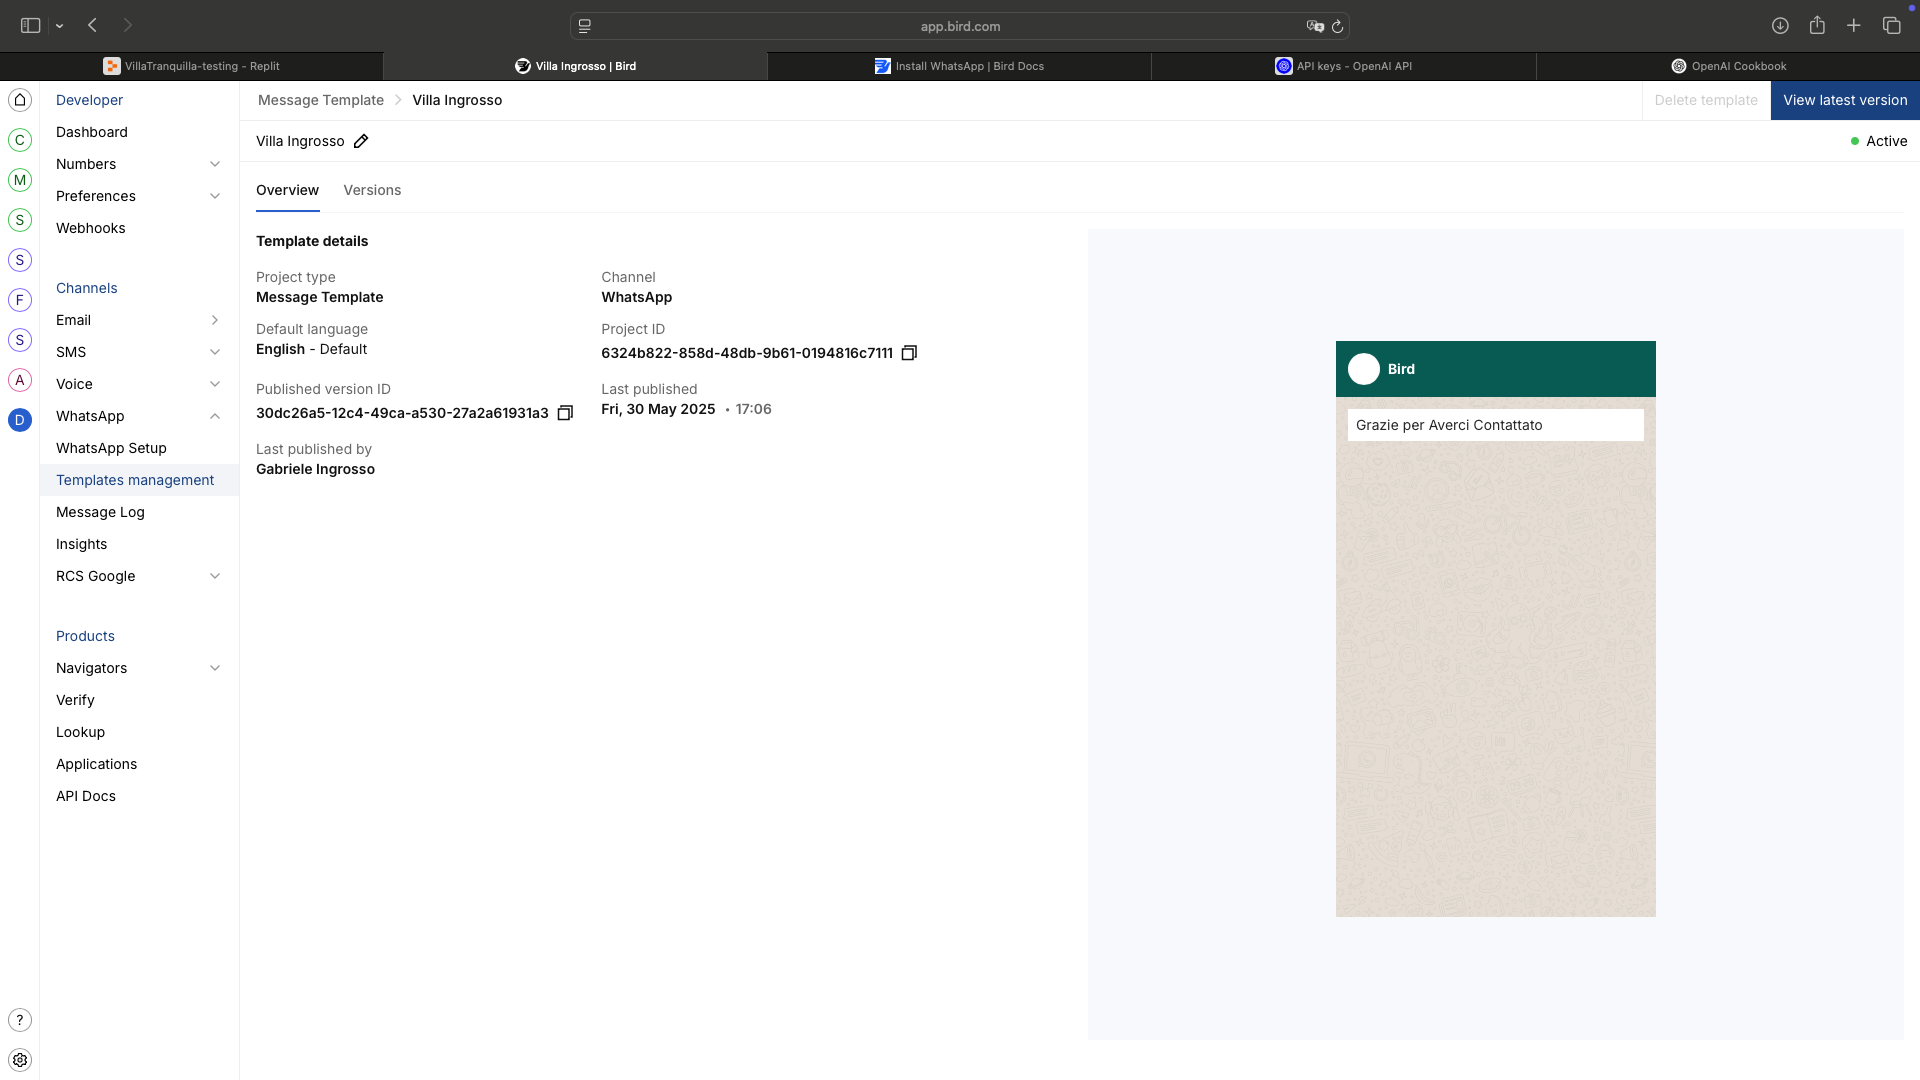 app.bird.com
VillaTranquilla-testing - Replit
Villa Ingrosso | Bird
Install WhatsApp | Bird Docs
API keys - OpenAI API
OpenAI Cookbook
C
M
S
S
F
S
A
D
?
Developer
Dashboard
Numbers
Preferences
Webhooks
Channels
Email
SMS
Voice
WhatsApp
WhatsApp Setup
Templates management
Message Log
Insights
RCS Google
Products
Navigators
Verify
Lookup
Applications
API Docs
Message Template > Villa Ingrosso
Delete template
View latest version
Villa Ingrosso
Active
Overview
Versions
Template details
Project type
Message Template
Channel
WhatsApp
Default language
English - Default
Project ID
6324b822-858d-48db-9b61-0194816c7111
Published version ID
30dc26a5-12c4-49ca-a530-27a2a61931a3
Last published
Fri, 30 May 2025 • 17:06
Last published by
Gabriele Ingrosso
Bird
Grazie per Averci Contattato